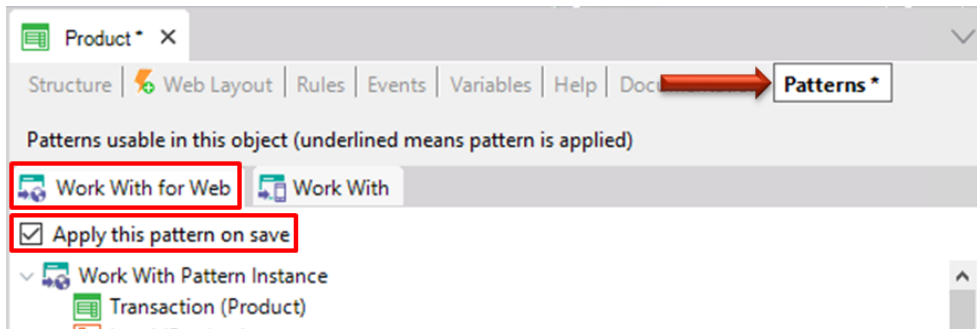 Product* ×
Structure | Web Layout | Rules | Events | Variables | Help | Doc Patterns *
Patterns usable in this object (underlined means pattern is applied)
Work With for Web Work With
Apply this pattern on save
Work With Pattern Instance
Transaction (Product)